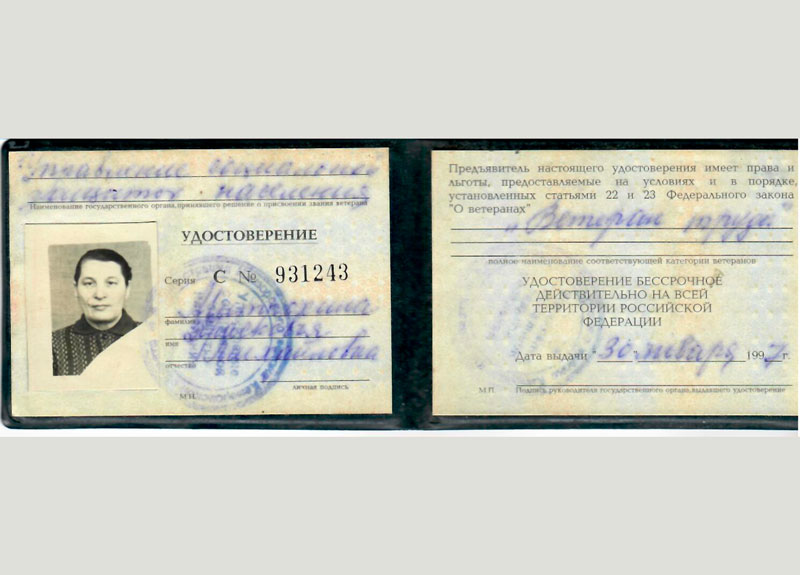 Управление социальной
защиты населения
Наименование государственного органа, принявшего решение о присвоении звания ветерана
УДОСТОВЕРЕНИЕ
Серия С № 931243
фамилия
имя
отчество
личная подпись
М.П.
Предъявитель настоящего удостоверения имеет права и
льготы, предоставляемые на условиях и в порядке,
установленных статьями 22 и 23 Федерального закона
"О ветеранах"
"Ветеран труда"
полное наименование соответствующей категории ветеранов
УДОСТОВЕРЕНИЕ БЕССРОЧНОЕ
ДЕЙСТВИТЕЛЬНО НА ВСЕЙ
ТЕРРИТОРИИ РОССИЙСКОЙ
ФЕДЕРАЦИИ
Дата выдачи "30" января 1997 г.
М.П. Подпись руководителя государственного органа, выдавшего удостоверение